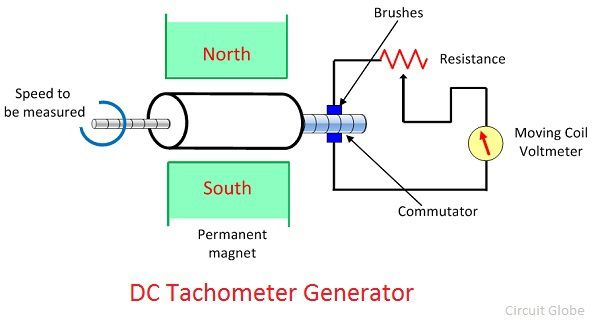 Brushes
North
Resistance
Speed to
be measured
Moving Coil
Voltmeter
South
Commutator
Permanent
magnet
DC Tachometer Generator
Circuit Globe